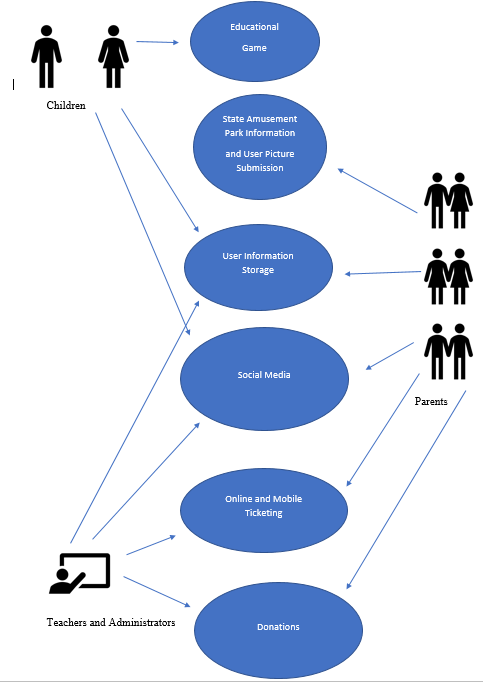 Educational
Game
Children
State Amusement
Park Information
and User Picture
Submission
User Information
Storage
Social Media
Parents
Online and Mobile
Ticketing
Teachers and Administrators
Donations